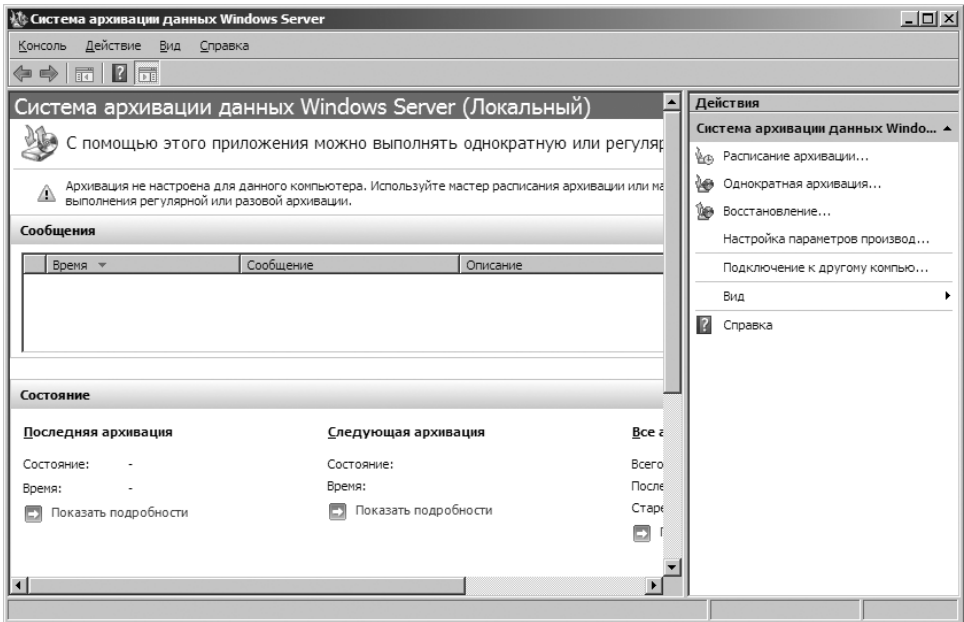 Система архивации данных Windows Server
Консоль Действие Вид Справка
Система архивации данных Windows Server (Локальный)
С помощью этого приложения можно выполнять однократную или регуляр
Архивация не настроена для данного компьютера. Используйте мастер расписания архивации или ма
выполнения регулярной или разовой архивации.
Сообщения
Время Сообщение Описание
Состояние
Последняя архивация Следующая архивация Все а
Состояние: - Состояние: Всего
Время: - Время: После
Показать подробности Показать подробности Старе
Действия
Система архивации данных Windo...
Расписание архивации...
Однократная архивация...
Восстановление...
Настройка параметров производ...
Подключение к другому компью...
Вид
Справка